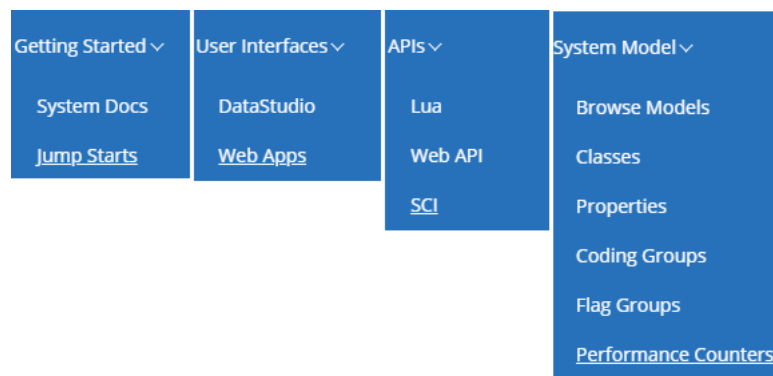 Getting Started
System Docs
Jump Starts
User Interfaces
DataStudio
Web Apps
APIs
Lua
Web API
SCI
System Model
Browse Models
Classes
Properties
Coding Groups
Flag Groups
Performance Counters